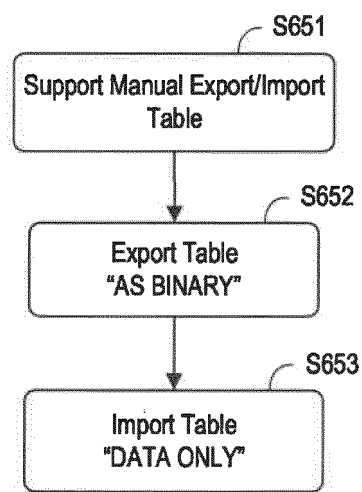 S651
Support Manual Export/Import
Table
S652
Export Table
"AS BINARY"
S653
Import Table
"DATA ONLY"